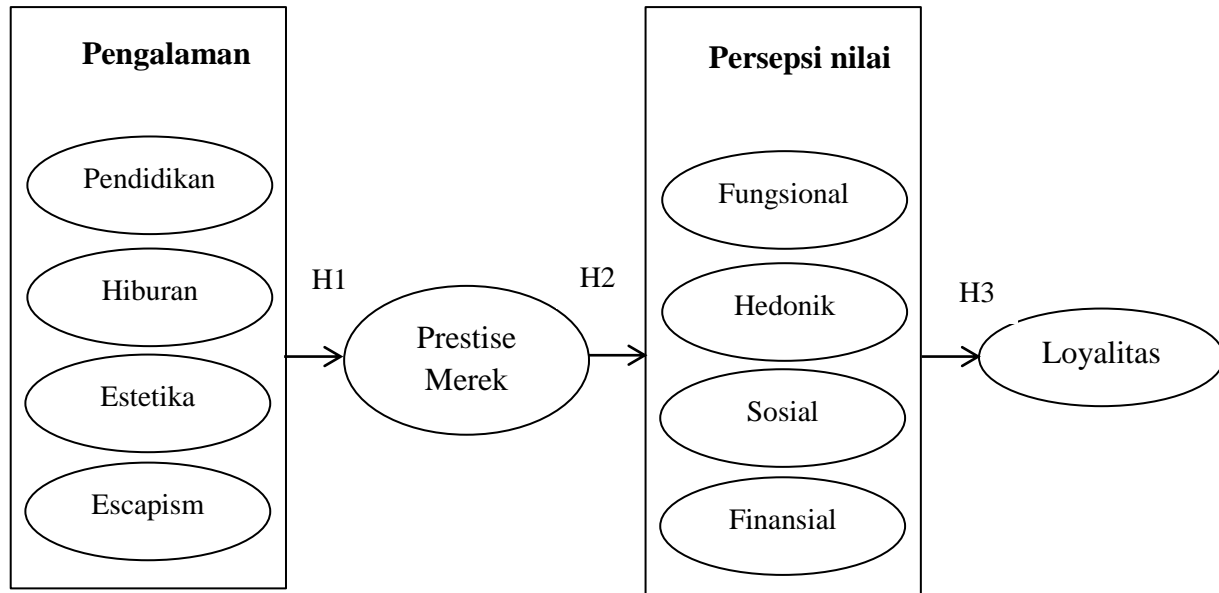 Pengalaman
Pendidikan
Hiburan
Estetika
Escapism
H1
Prestise
Merek
H2
Persepsi nilai
Fungsional
Hedonik
Sosial
Finansial
H3
Loyalitas